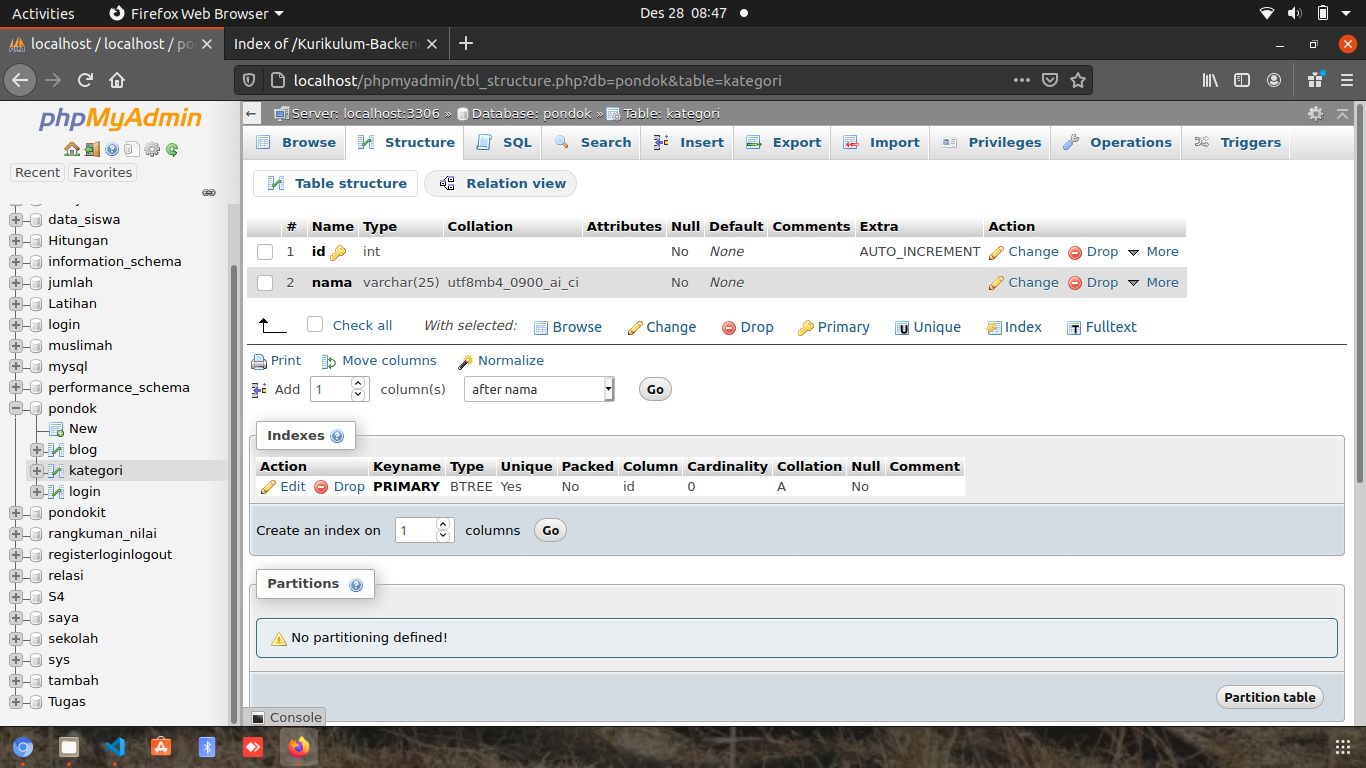 Activities Firefox Web Browser Des 28 08:47
localhost / localhost / po Index of /Kurikulum-Backen
localhost/phpmyadmin/tbl_structure.php?db=pondok&table=kategori
phpMyAdmin
Recent Favorites
data_siswa
Hitungan
information_schema
jumlah
Latihan
login
muslimah
mysql
performance_schema
pondok
New
blog
kategori
login
pondokit
rangkuman_nilai
registerloginlogout
relasi
S4
saya
sekolah
sys
tambah
Tugas
Server: localhost:3306 » Database: pondok » Table: kategori
Browse Structure SQL Search Insert Export Import Privileges Operations Triggers
Table structure Relation view
# Name Type Collation Attributes Null Default Comments Extra Action
1 id int No None AUTO_INCREMENT Change Drop More
2 nama varchar(25) utf8mb4_0900_ai_ci No None Change Drop More
Check all With selected: Browse Change Drop Primary Unique Index Fulltext
Print Move columns Normalize
Add 1 column(s) after nama Go
Indexes
Action Keyname Type Unique Packed Column Cardinality Collation Null Comment
Edit Drop PRIMARY BTREE Yes No id 0 A No
Create an index on 1 columns Go
Partitions
No partitioning defined!
Partition table
Console